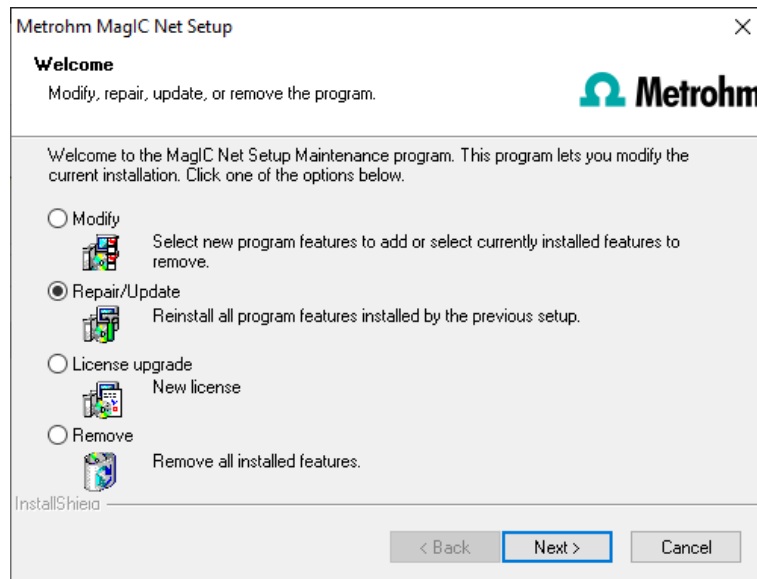 Metrohm MagIC Net Setup
Welcome
Modify, repair, update, or remove the program.
Metrohm
Welcome to the MagIC Net Setup Maintenance program. This program lets you modify the
current installation. Click one of the options below.
Modify
Select new program features to add or select currently installed features to
remove.
Repair/Update
Reinstall all program features installed by the previous setup.
License upgrade
New license
Remove
Remove all installed features.
InstallShield
< Back
Next >
Cancel